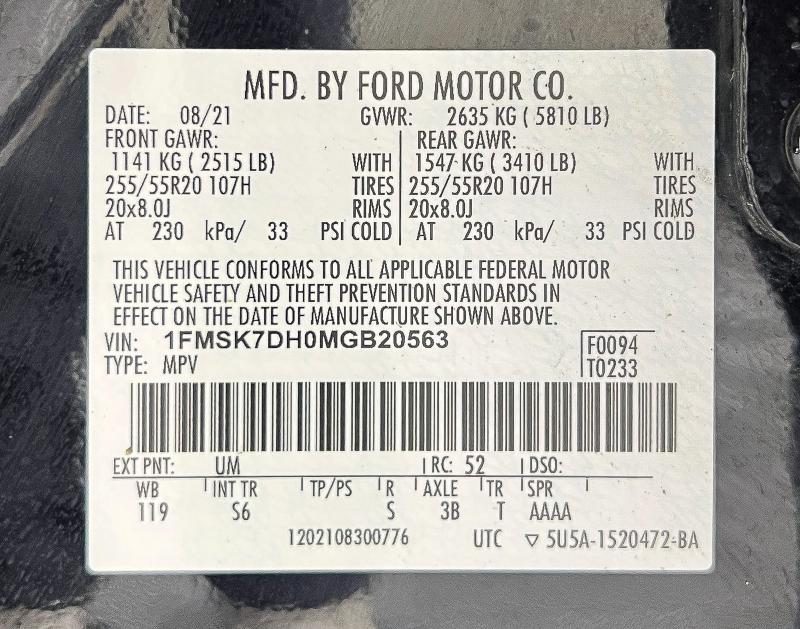 MFD. BY FORD MOTOR CO.
DATE: 08/21 GVWR: 2635 KG ( 5810 LB)
FRONT GAWR: REAR GAWR:
1141 KG ( 2515 LB) WITH 1547 KG ( 3410 LB) WITH
255/55R20 107H TIRES 255/55R20 107H TIRES
20x8.0J RIMS 20x8.0J RIMS
AT 230 kPa/ 33 PSI COLD AT 230 kPa/ 33 PSI COLD
THIS VEHICLE CONFORMS TO ALL APPLICABLE FEDERAL MOTOR
VEHICLE SAFETY AND THEFT PREVENTION STANDARDS IN
EFFECT ON THE DATE OF MANUFACTURE SHOWN ABOVE.
VIN: 1FMSK7DH0MGB20563 F0094
TYPE: MPV T0233
EXT PNT: UM RC: 52 DSO:
WB INT TR TP/PS R AXLE TR SPR
119 S6 S 3B T AAAA
1202108300776 UTC ▽ 5U5A-1520472-BA